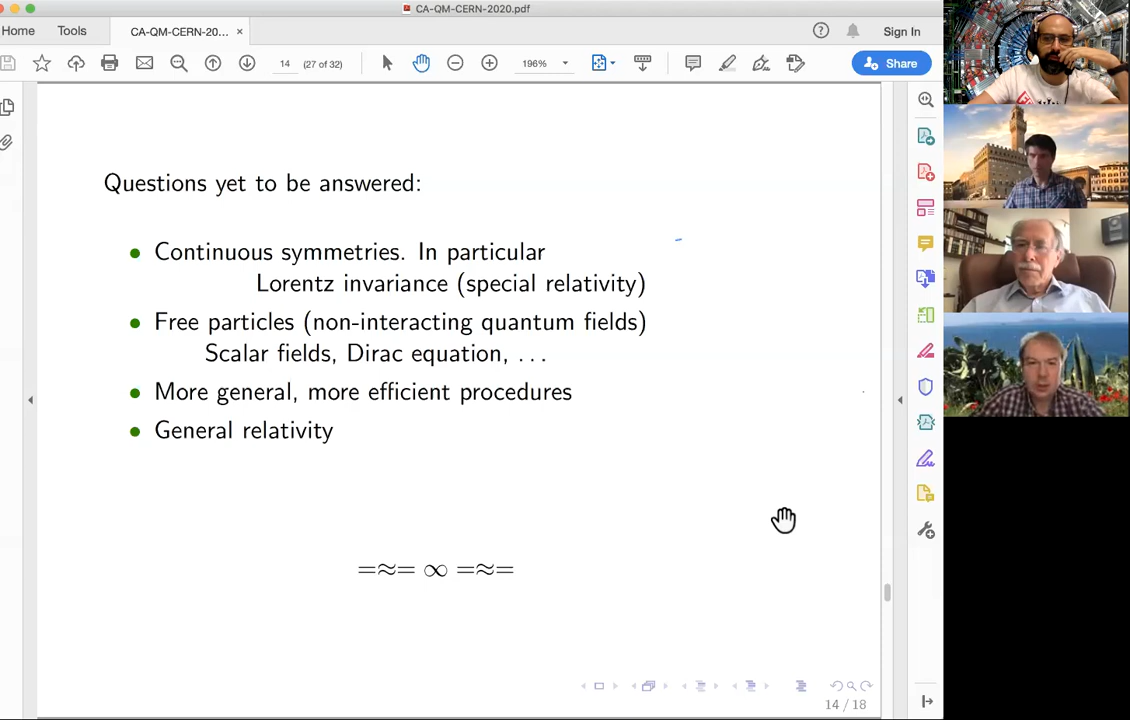 CA-QM-CERN-2020.pdf
Home Tools CA-QM-CERN-20... × Sign In
14 (27 of 32) 196% Share
Questions yet to be answered:
• Continuous symmetries. In particular
Lorentz invariance (special relativity)
• Free particles (non-interacting quantum fields)
Scalar fields, Dirac equation, . . .
• More general, more efficient procedures
• General relativity
=≈= ∞ =≈=
14 / 18